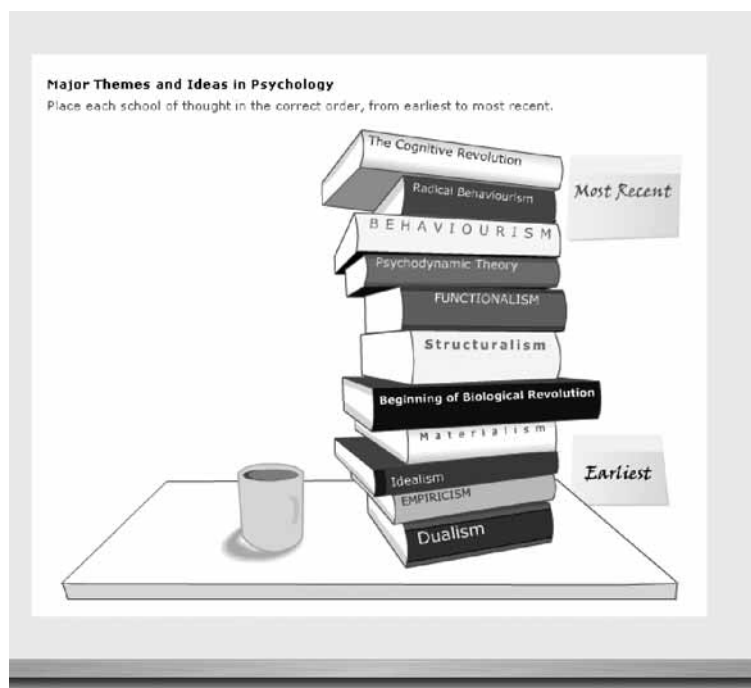 Major Themes and Ideas in Psychology
Place each school of thought in the correct order, from earliest to most recent.
The Cognitive Revolution
Radical Behaviourism
Most Recent
BEHAVIOURISM
Psychodynamic Theory
FUNCTIONALISM
Structuralism
Beginning of Biological Revolution
Materialism
Earliest
Idealism
EMPIRICISM
Dualism